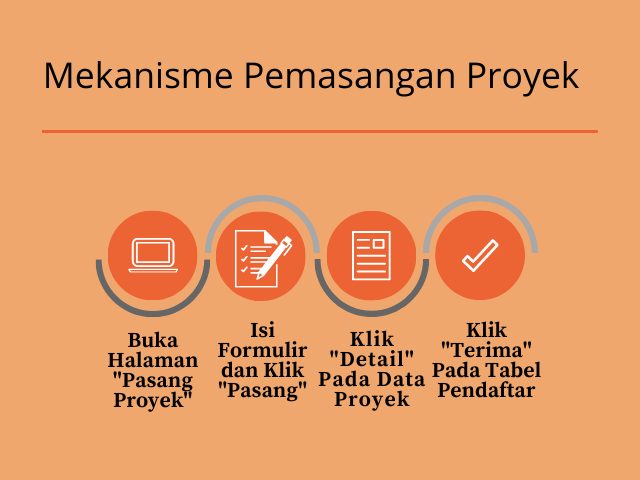 Mekanisme Pemasangan Proyek
Buka
Halaman
"Pasang
Proyek"
Isi
Formulir
dan Klik
"Pasang"
Klik
"Detail"
Pada Data
Proyek
Klik
"Terima"
Pada Tabel
Pendaftar